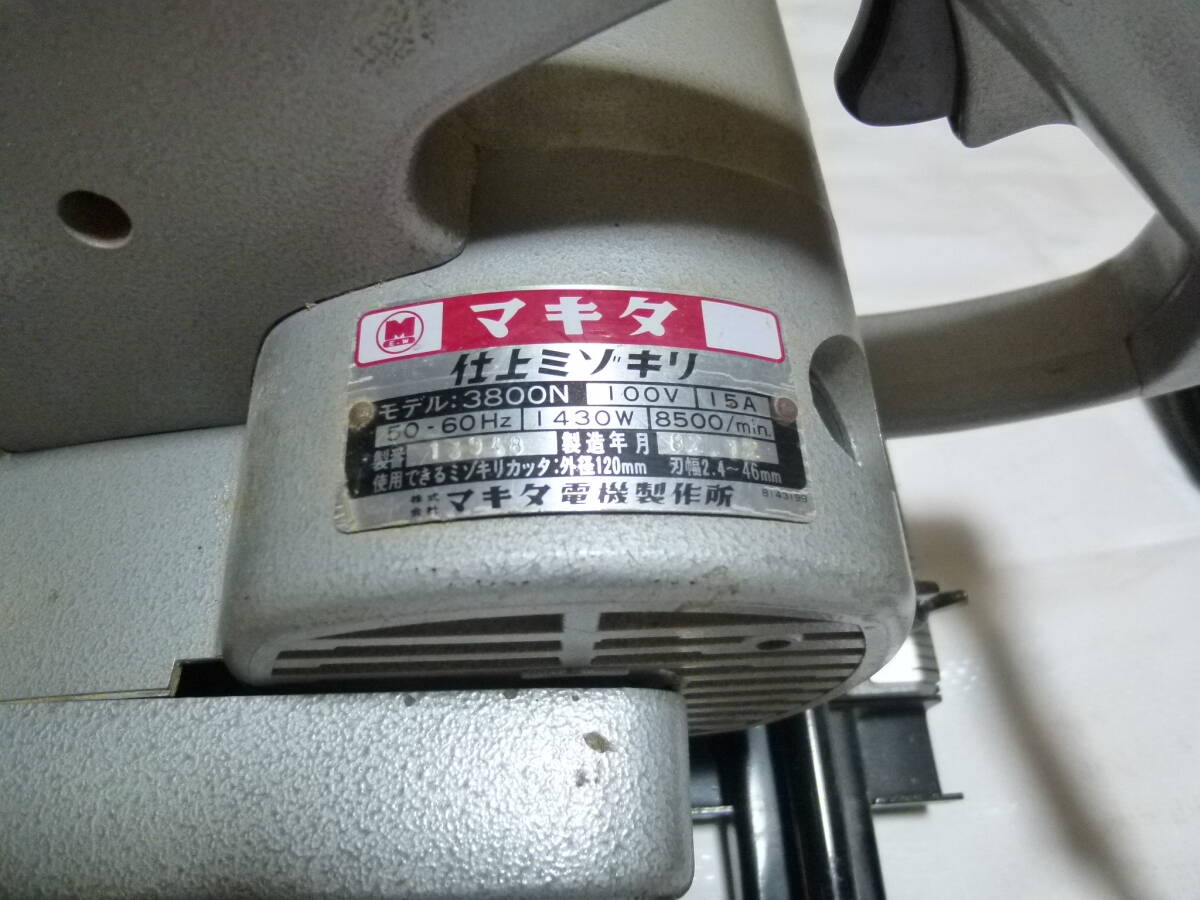 M
E.W
マキタ
仕上ミゾキリ
モデル:3800N 100V 15A
50-60Hz 1430W 8500/min.
製番 製造年月
使用できるミゾキリカッタ:外径120mm 刃幅2.4~46mm
株式会社 マキタ電機製作所
814319